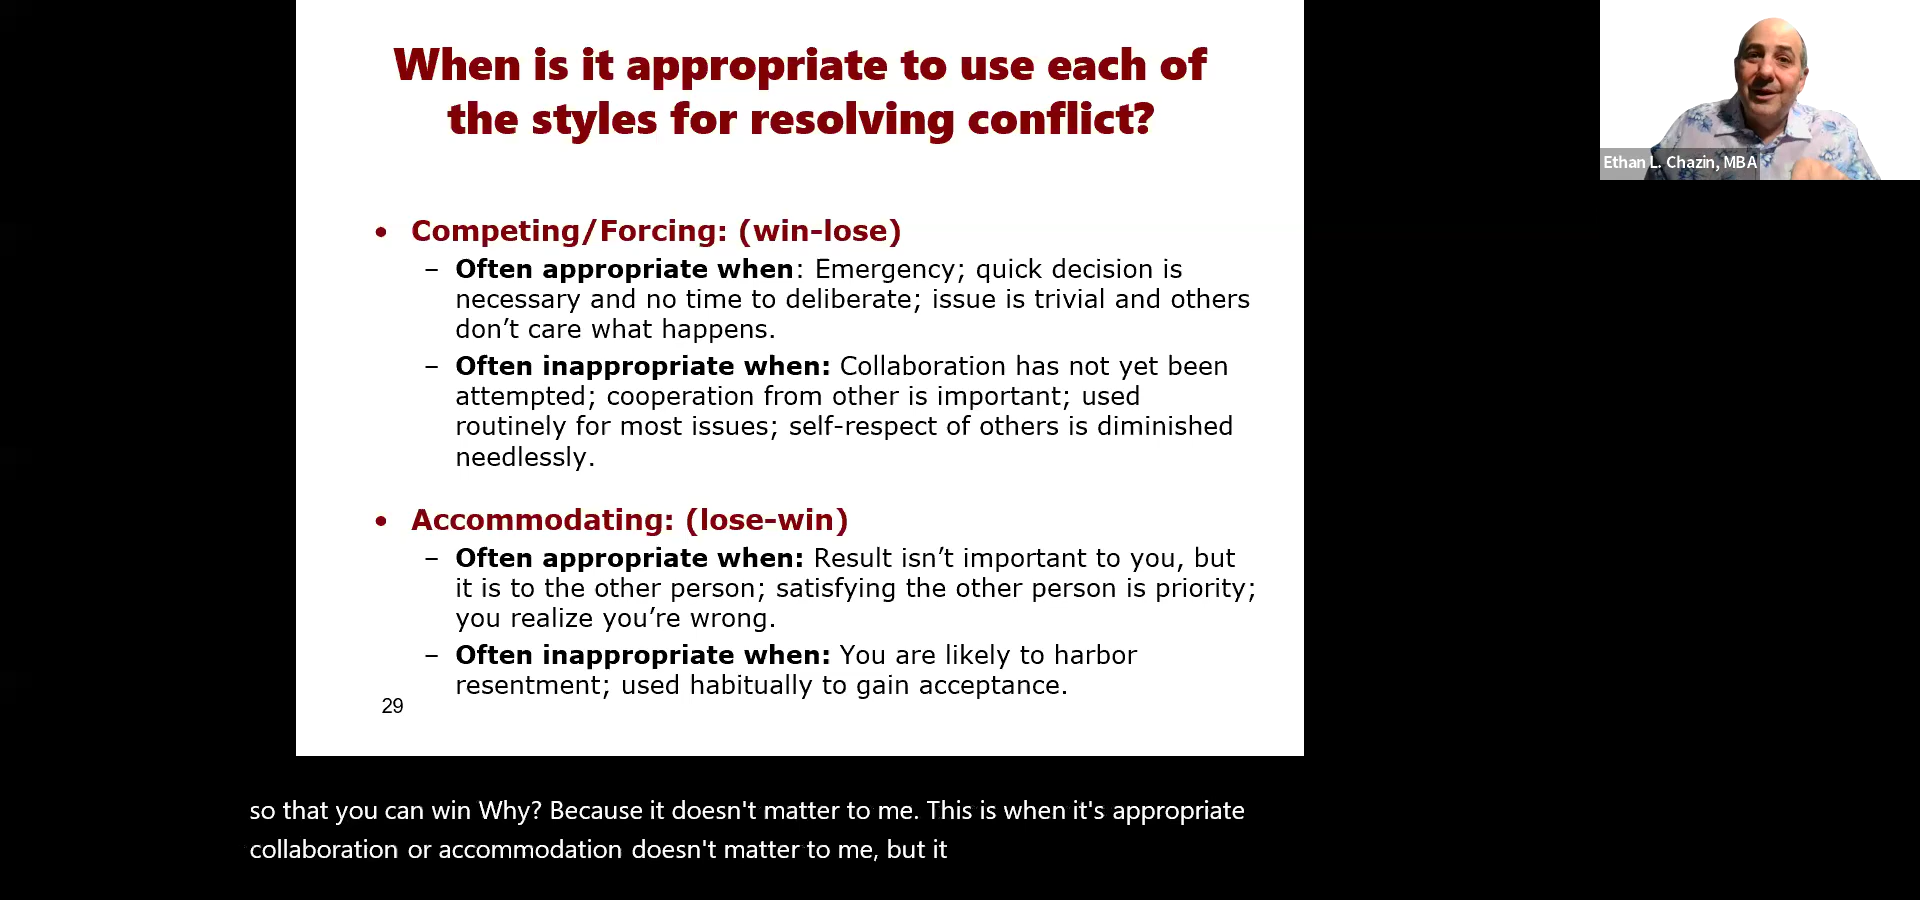 When is it appropriate to use each of
the styles for resolving conflict?
Ethan L. Chazin, MBA
• Competing/Forcing: (win-lose)
– Often appropriate when: Emergency; quick decision is
necessary and no time to deliberate; issue is trivial and others
don’t care what happens.
– Often inappropriate when: Collaboration has not yet been
attempted; cooperation from other is important; used
routinely for most issues; self-respect of others is diminished
needlessly.
• Accommodating: (lose-win)
– Often appropriate when: Result isn’t important to you, but
it is to the other person; satisfying the other person is priority;
you realize you’re wrong.
– Often inappropriate when: You are likely to harbor
resentment; used habitually to gain acceptance.
29
so that you can win Why? Because it doesn't matter to me. This is when it's appropriate
collaboration or accommodation doesn't matter to me, but it